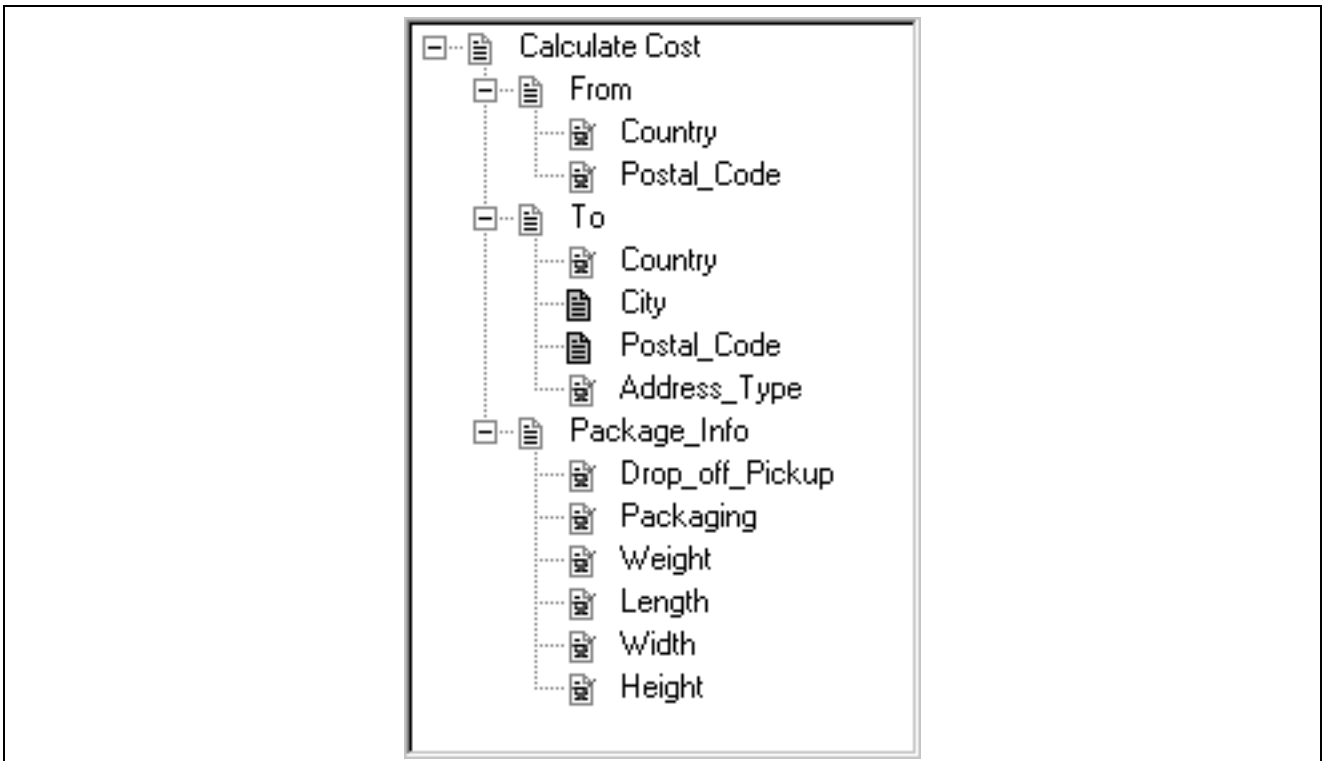 Calculate Cost
From
Country
Postal_Code
To
Country
City
Postal_Code
Address_Type
Package_Info
Drop_off_Pickup
Packaging
Weight
Length
Width
Height